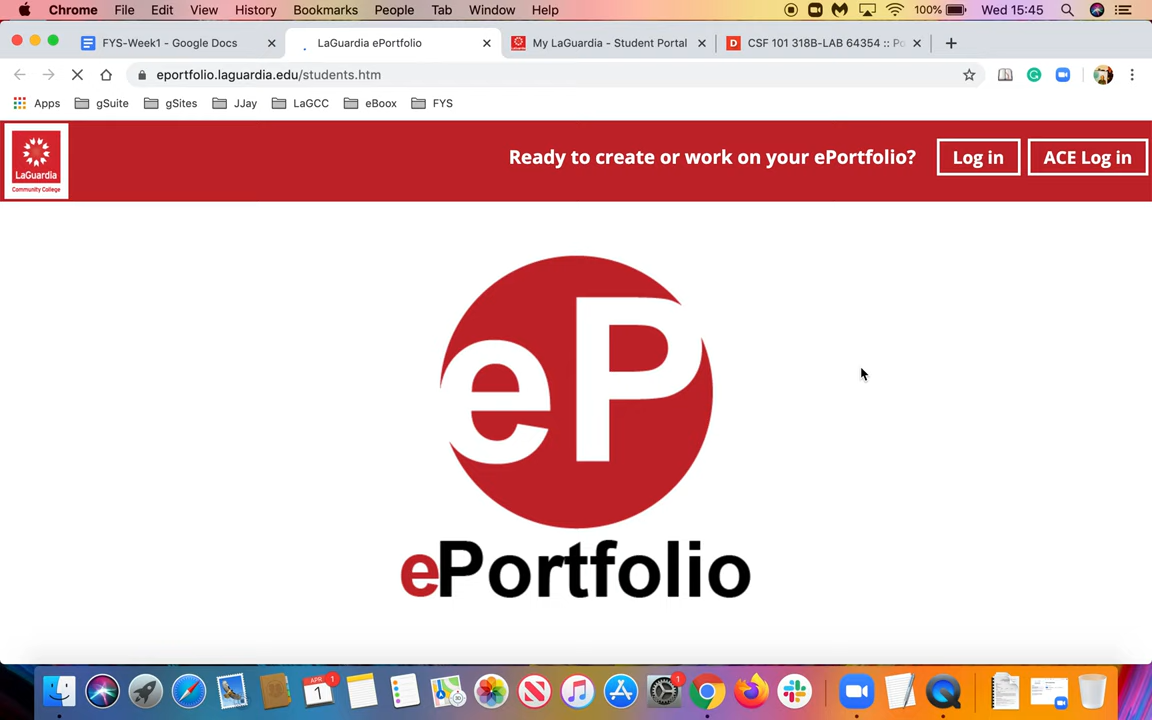 Chrome File Edit View History Bookmarks People Tab Window Help 100% Wed 15:45
FYS-Week1 - Google Docs LaGuardia ePortfolio My LaGuardia - Student Portal CSF 101 318B-LAB 64354 :: Po
eportfolio.laguardia.edu/students.htm
Apps gSuite gSites JJay LaGCC eBoox FYS
LaGuardia
Community College
Ready to create or work on your ePortfolio? Log in ACE Log in
eP
ePortfolio
APR 1
1
1